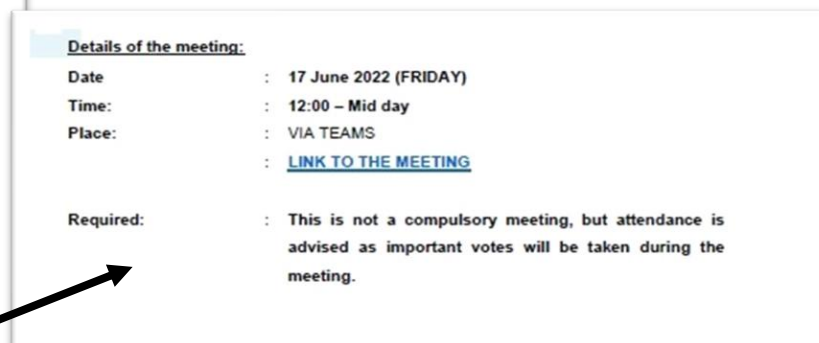 Details of the meeting:
Date : 17 June 2022 (FRIDAY)
Time: : 12:00 – Mid day
Place: : VIA TEAMS
: LINK TO THE MEETING
Required: : This is not a compulsory meeting, but attendance is
advised as important votes will be taken during the
meeting.